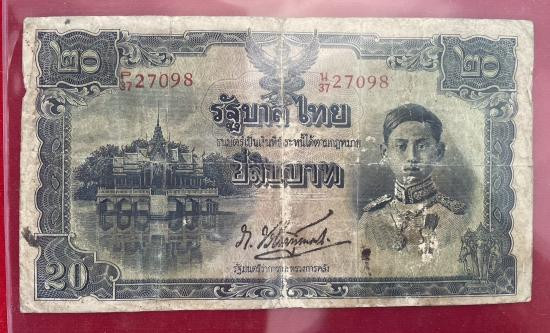 ๒๐ ๒๐
P/37 27098 น/37 27098
รัฐบาลไทย
ธนบัตร์เป็นเงินที่ชำระหนี้ได้ตามกฎหมาย
ยี่สิบบาท
รัฐมนตรีว่าการกระทรวงการคลัง
20